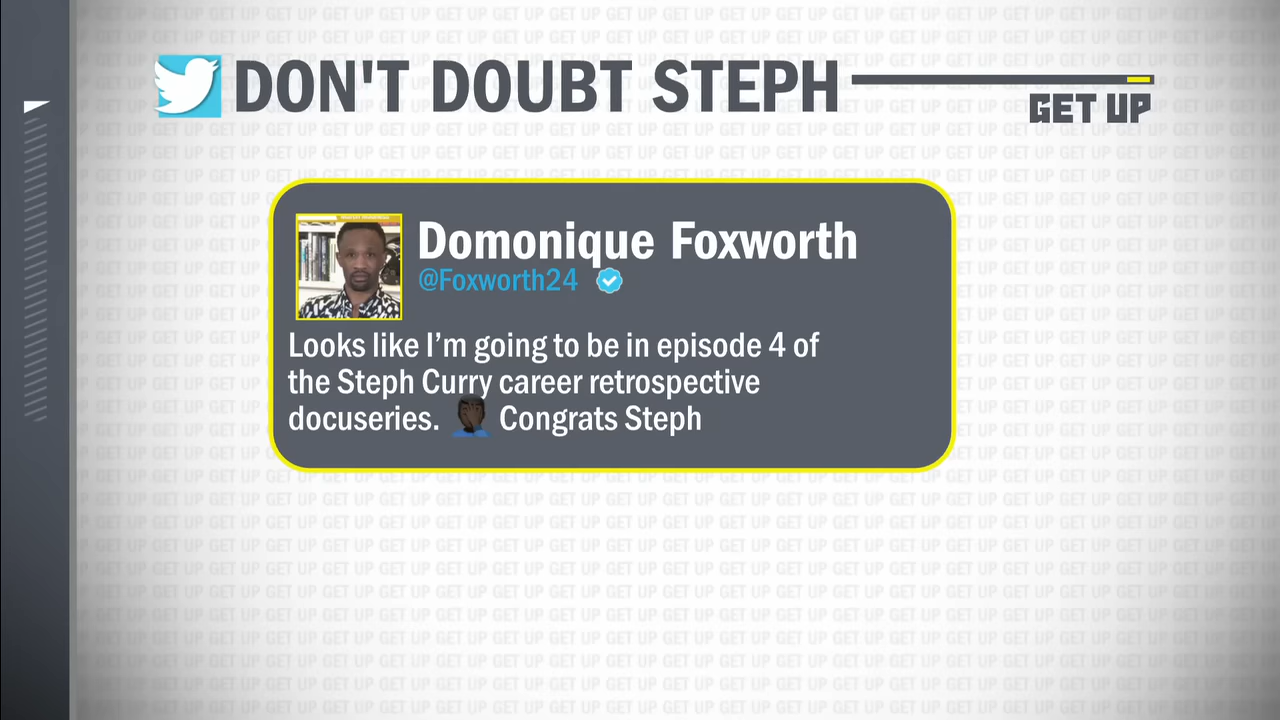 DON'T DOUBT STEPH
GET UP
Domonique Foxworth
@Foxworth24
Looks like I’m going to be in episode 4 of
the Steph Curry career retrospective
docuseries. 🤦🏿‍♂️ Congrats Steph